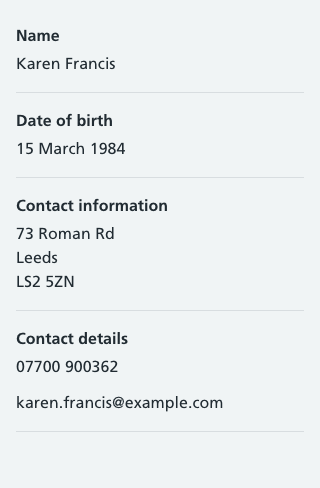 Name
Karen Francis
Date of birth
15 March 1984
Contact information
73 Roman Rd
Leeds
LS2 5ZN
Contact details
07700 900362
karen.francis@example.com